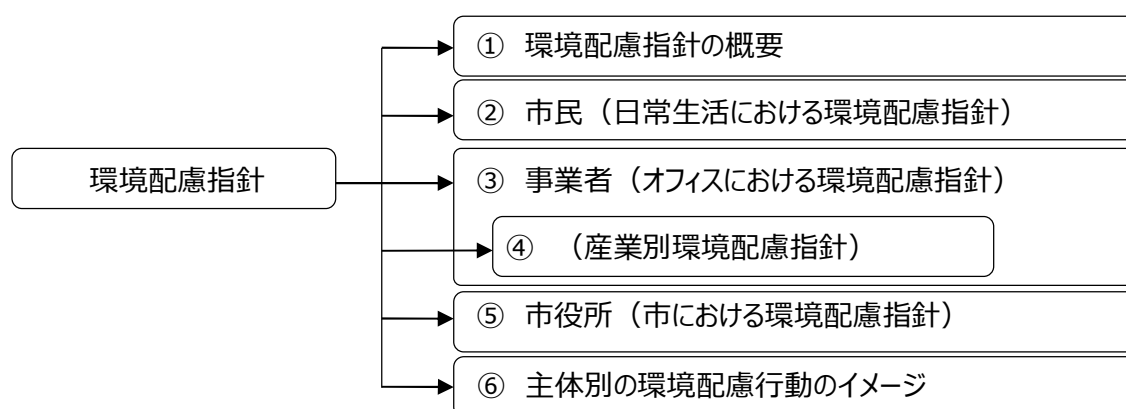 ① 環境配慮指針の概要
② 市民（日常生活における環境配慮指針）
環境配慮指針
③ 事業者（オフィスにおける環境配慮指針）
④ （産業別環境配慮指針）
⑤ 市役所（市における環境配慮指針）
⑥ 主体別の環境配慮行動のイメージ